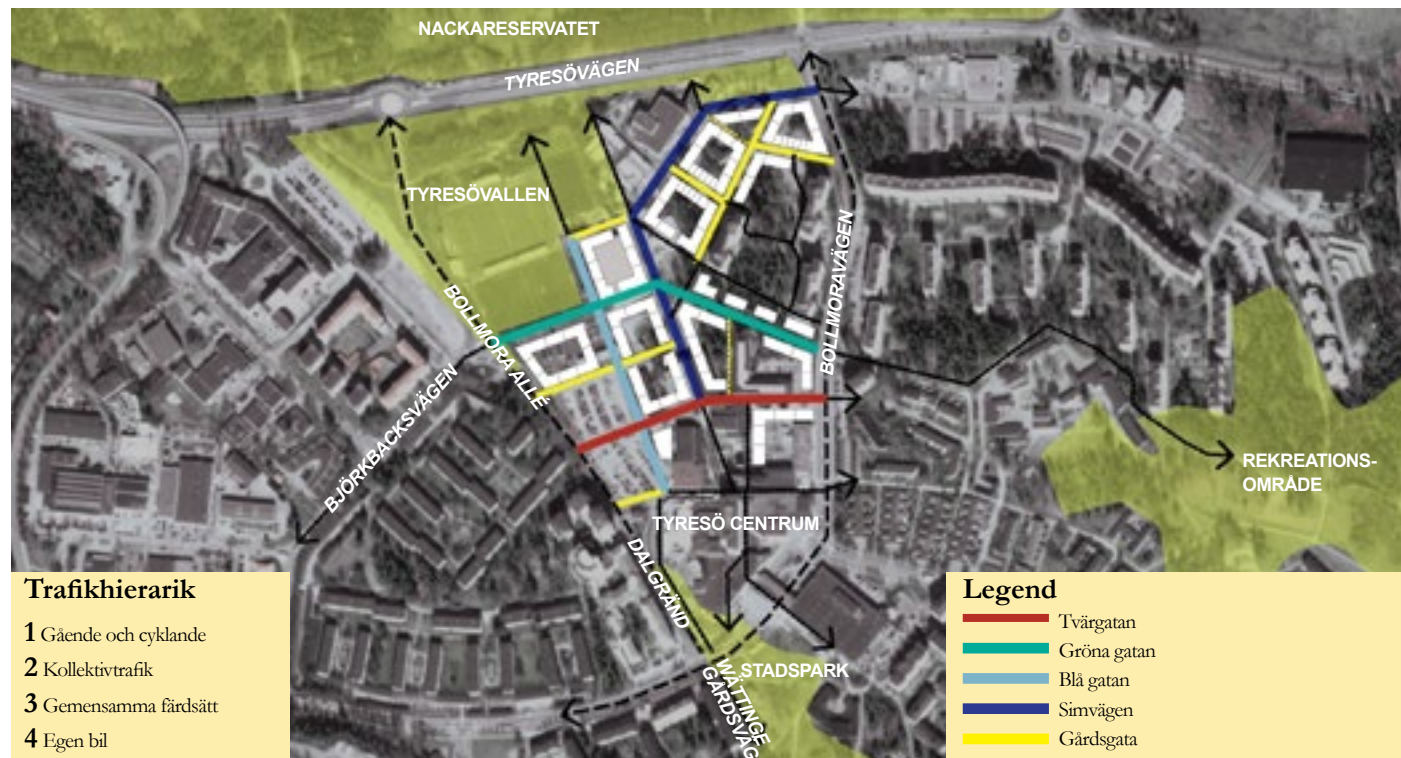 NACKARESERVATET
TYRESÖVÄGEN
TYRESÖVALLEN
BOLLMORAVÄGEN
BOLLMORA ALLÉ
BJÖRKBACKSVÄGEN
REKREATIONS-
OMRÅDE
TYRESÖ CENTRUM
DALGRÄND
STADSPARK
WÄTTINGE
GÅRDSVÄG
Trafikhierarik
1 Gående och cyklande
2 Kollektivtrafik
3 Gemensamma färdsätt
4 Egen bil
Legend
Tvärgatan
Gröna gatan
Blå gatan
Simvägen
Gårdsgata